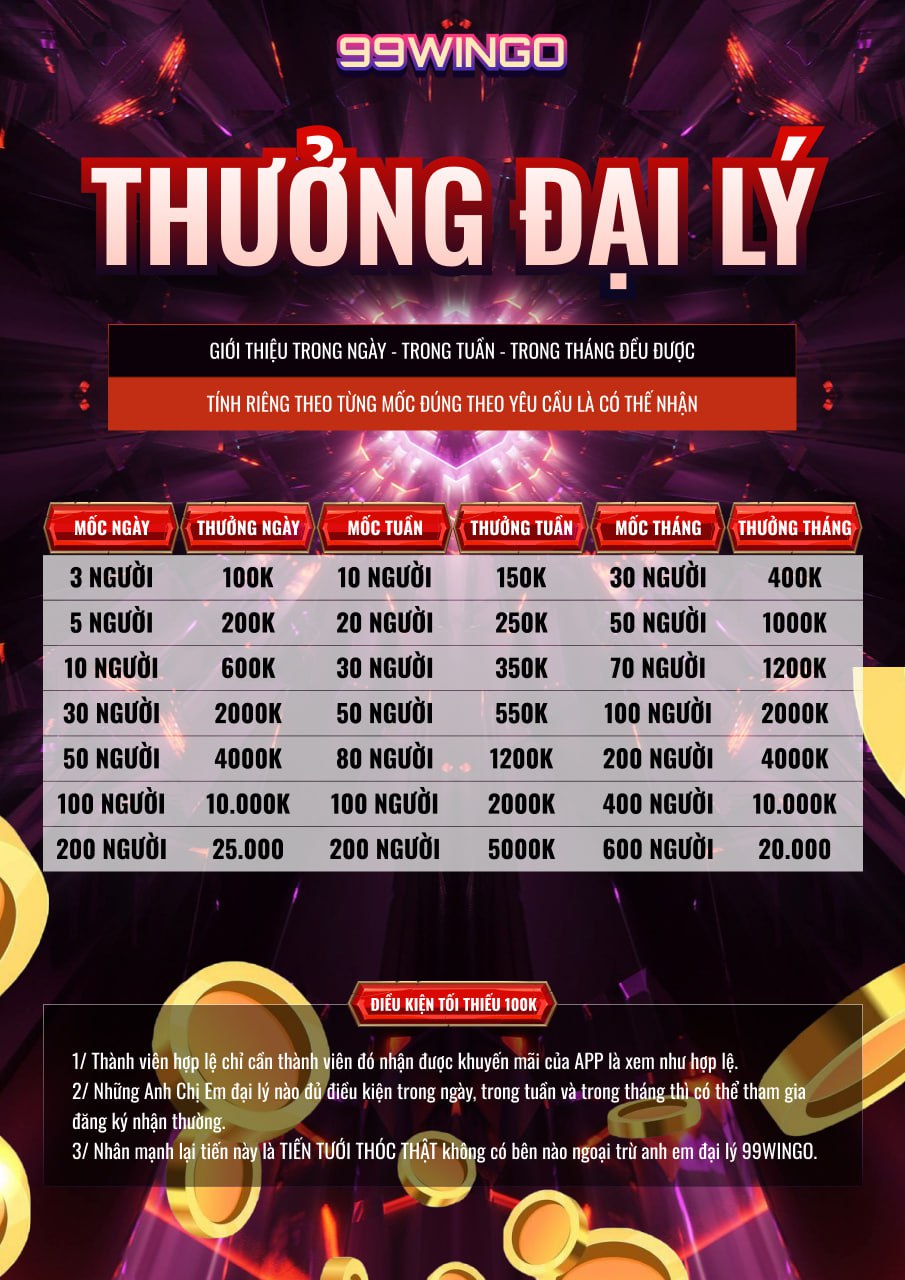 99WINGO
THƯỞNG ĐẠI LÝ
GIỚI THIỆU TRONG NGÀY - TRONG TUẦN - TRONG THÁNG ĐỀU ĐƯỢC
TÍNH RIÊNG THEO TỪNG MỐC ĐÚNG THEO YÊU CẦU LÀ CÓ THỂ NHẬN
MỐC NGÀY THƯỞNG NGÀY MỐC TUẦN THƯỞNG TUẦN MỐC THÁNG THƯỞNG THÁNG
3 NGƯỜI 100K 10 NGƯỜI 150K 30 NGƯỜI 400K
5 NGƯỜI 200K 20 NGƯỜI 250K 50 NGƯỜI 1000K
10 NGƯỜI 600K 30 NGƯỜI 350K 70 NGƯỜI 1200K
30 NGƯỜI 2000K 50 NGƯỜI 550K 100 NGƯỜI 2000K
50 NGƯỜI 4000K 80 NGƯỜI 1200K 200 NGƯỜI 4000K
100 NGƯỜI 10.000K 100 NGƯỜI 2000K 400 NGƯỜI 10.000K
200 NGƯỜI 25.000 200 NGƯỜI 5000K 600 NGƯỜI 20.000
ĐIỀU KIỆN TỐI THIẾU 100K
1/ Thành viên hợp lệ chỉ cần thành viên đó nhận được khuyến mãi của APP là xem như hợp lệ.
2/ Những Anh Chị Em đại lý nào đủ điều kiện trong ngày, trong tuần và trong tháng thì có thể tham gia
đăng ký nhận thường.
3/ Nhân mạnh lại tiến này là TIẾN TƯỚI THÓC THẬT không có bên nào ngoại trừ anh em đại lý 99WINGO.